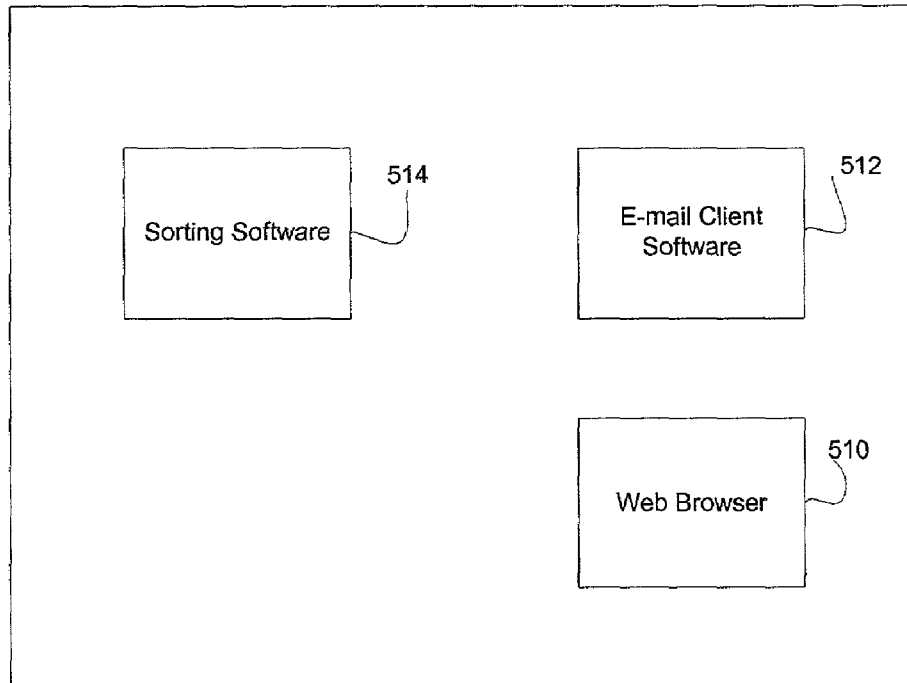 514
Sorting Software
512
E-mail Client
Software
510
Web Browser